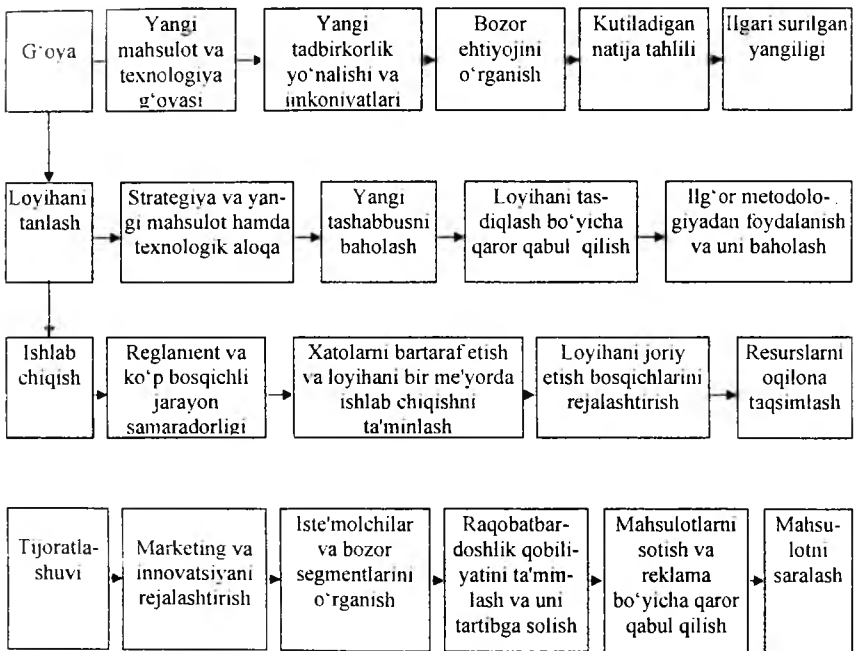 G‘oya
Yangi
mahsulot va
texnologiya
g‘oyasi
Yangi
tadbirkorlik
yo‘nalishi va
imkoniyatlari
Bozor
ehtiyojini
o‘rganish
Kutiladigan
natija tahlili
Ilgari surilgan
yangiligi
Loyihani
tanlash
Strategiya va yan-
gi mahsulot hamda
texnologik aloqa
Yangi
tashabbusni
baholash
Loyihani tas-
diqlash bo‘yicha
qaror qabul qilish
Ilg‘or metodolo-
giyadan foydalanish
va uni baholash
Ishlab
chiqish
Reglament va
ko‘p bosqichli
jarayon
samaradorligi
Xatolarni bartaraf etish
va loyihani bir me'yorda
ishlab chiqishni
ta'minlash
Loyihani joriy
etish bosqichlarini
rejalashtirish
Resurslarni
oqilona
taqsimlash
Tijoratla-
shuvi
Marketing va
innovatsiyani
rejalashtirish
Iste'molchilar
va bozor
segmentlarini
o‘rganish
Raqobatbar-
doshlik qobili-
yatini ta'min-
lash va uni
tartibga solish
Mahsulotlarni
sotish va
reklama
bo‘yicha qaror
qabul qilish
Mahsu-
lotni
saralash